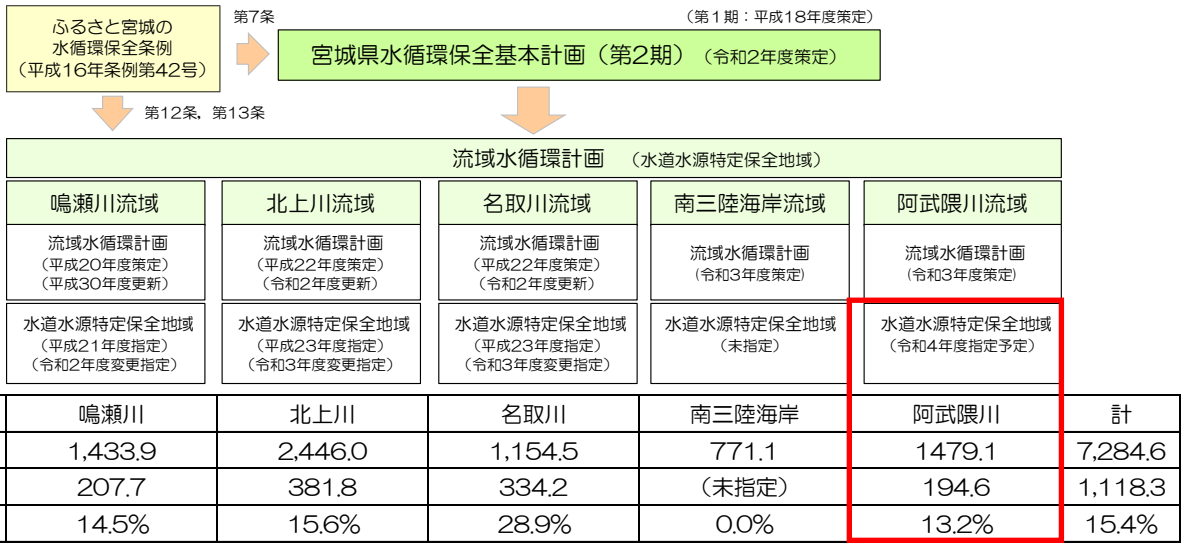 ふるさと宮城の
水循環保全条例
（平成16年条例第42号）
第7条
（第１期：平成18年度策定）
宮城県水循環保全基本計画（第2期）（令和2年度策定）
第12条，第13条
流域水循環計画　（水道水源特定保全地域）
鳴瀬川流域
流域水循環計画
（平成20年度策定）
（平成30年度更新）
水道水源特定保全地域
（平成21年度指定）
（令和2年度変更指定）
北上川流域
流域水循環計画
（平成22年度策定）
（令和2年度更新）
水道水源特定保全地域
（平成23年度指定）
（令和3年度変更指定）
名取川流域
流域水循環計画
（平成22年度策定）
（令和2年度更新）
水道水源特定保全地域
（平成23年度指定）
（令和3年度変更指定）
南三陸海岸流域
流域水循環計画
（令和3年度策定）
水道水源特定保全地域
（未指定）
阿武隈川流域
流域水循環計画
（令和3年度策定）
水道水源特定保全地域
（令和4年度指定予定）
鳴瀬川 北上川 名取川 南三陸海岸 阿武隈川 計
1,433.9 2,446.0 1,154.5 771.1 1479.1 7,284.6
207.7 381.8 334.2 （未指定） 194.6 1,118.3
14.5% 15.6% 28.9% 0.0% 13.2% 15.4%